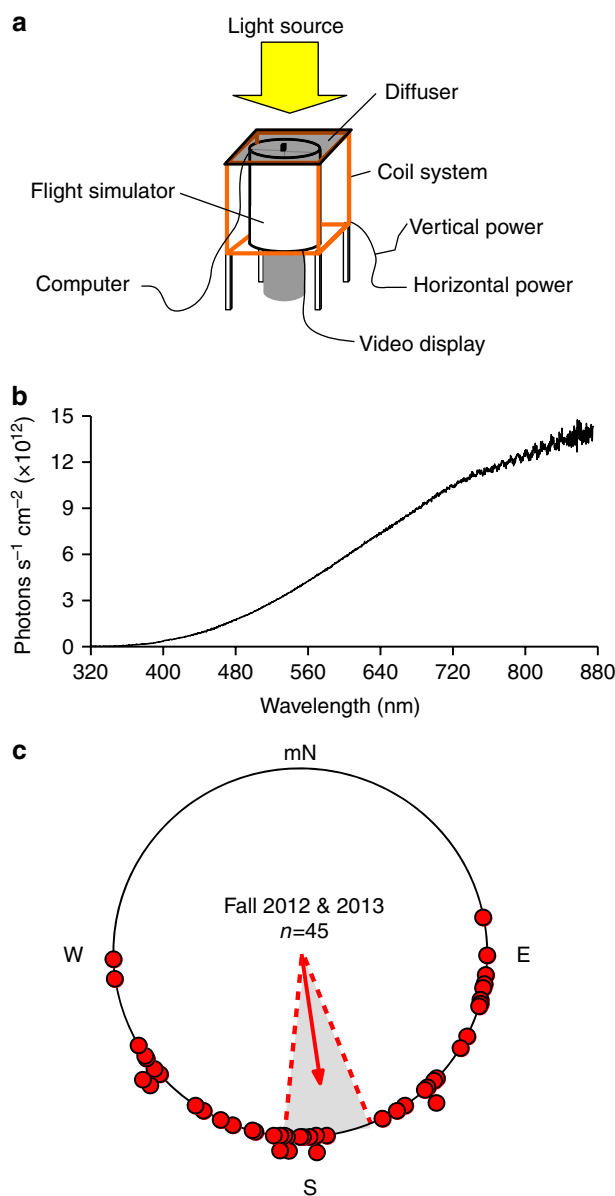 a
Light source
Diffuser
Coil system
Flight simulator
Vertical power
Computer
Horizontal power
Video display
b
Photons s⁻¹ cm⁻² (×10¹²)
15
12
9
6
3
0
320 400 480 560 640 720 800 880
Wavelength (nm)
c
mN
Fall 2012 & 2013
n=45
W
E
S